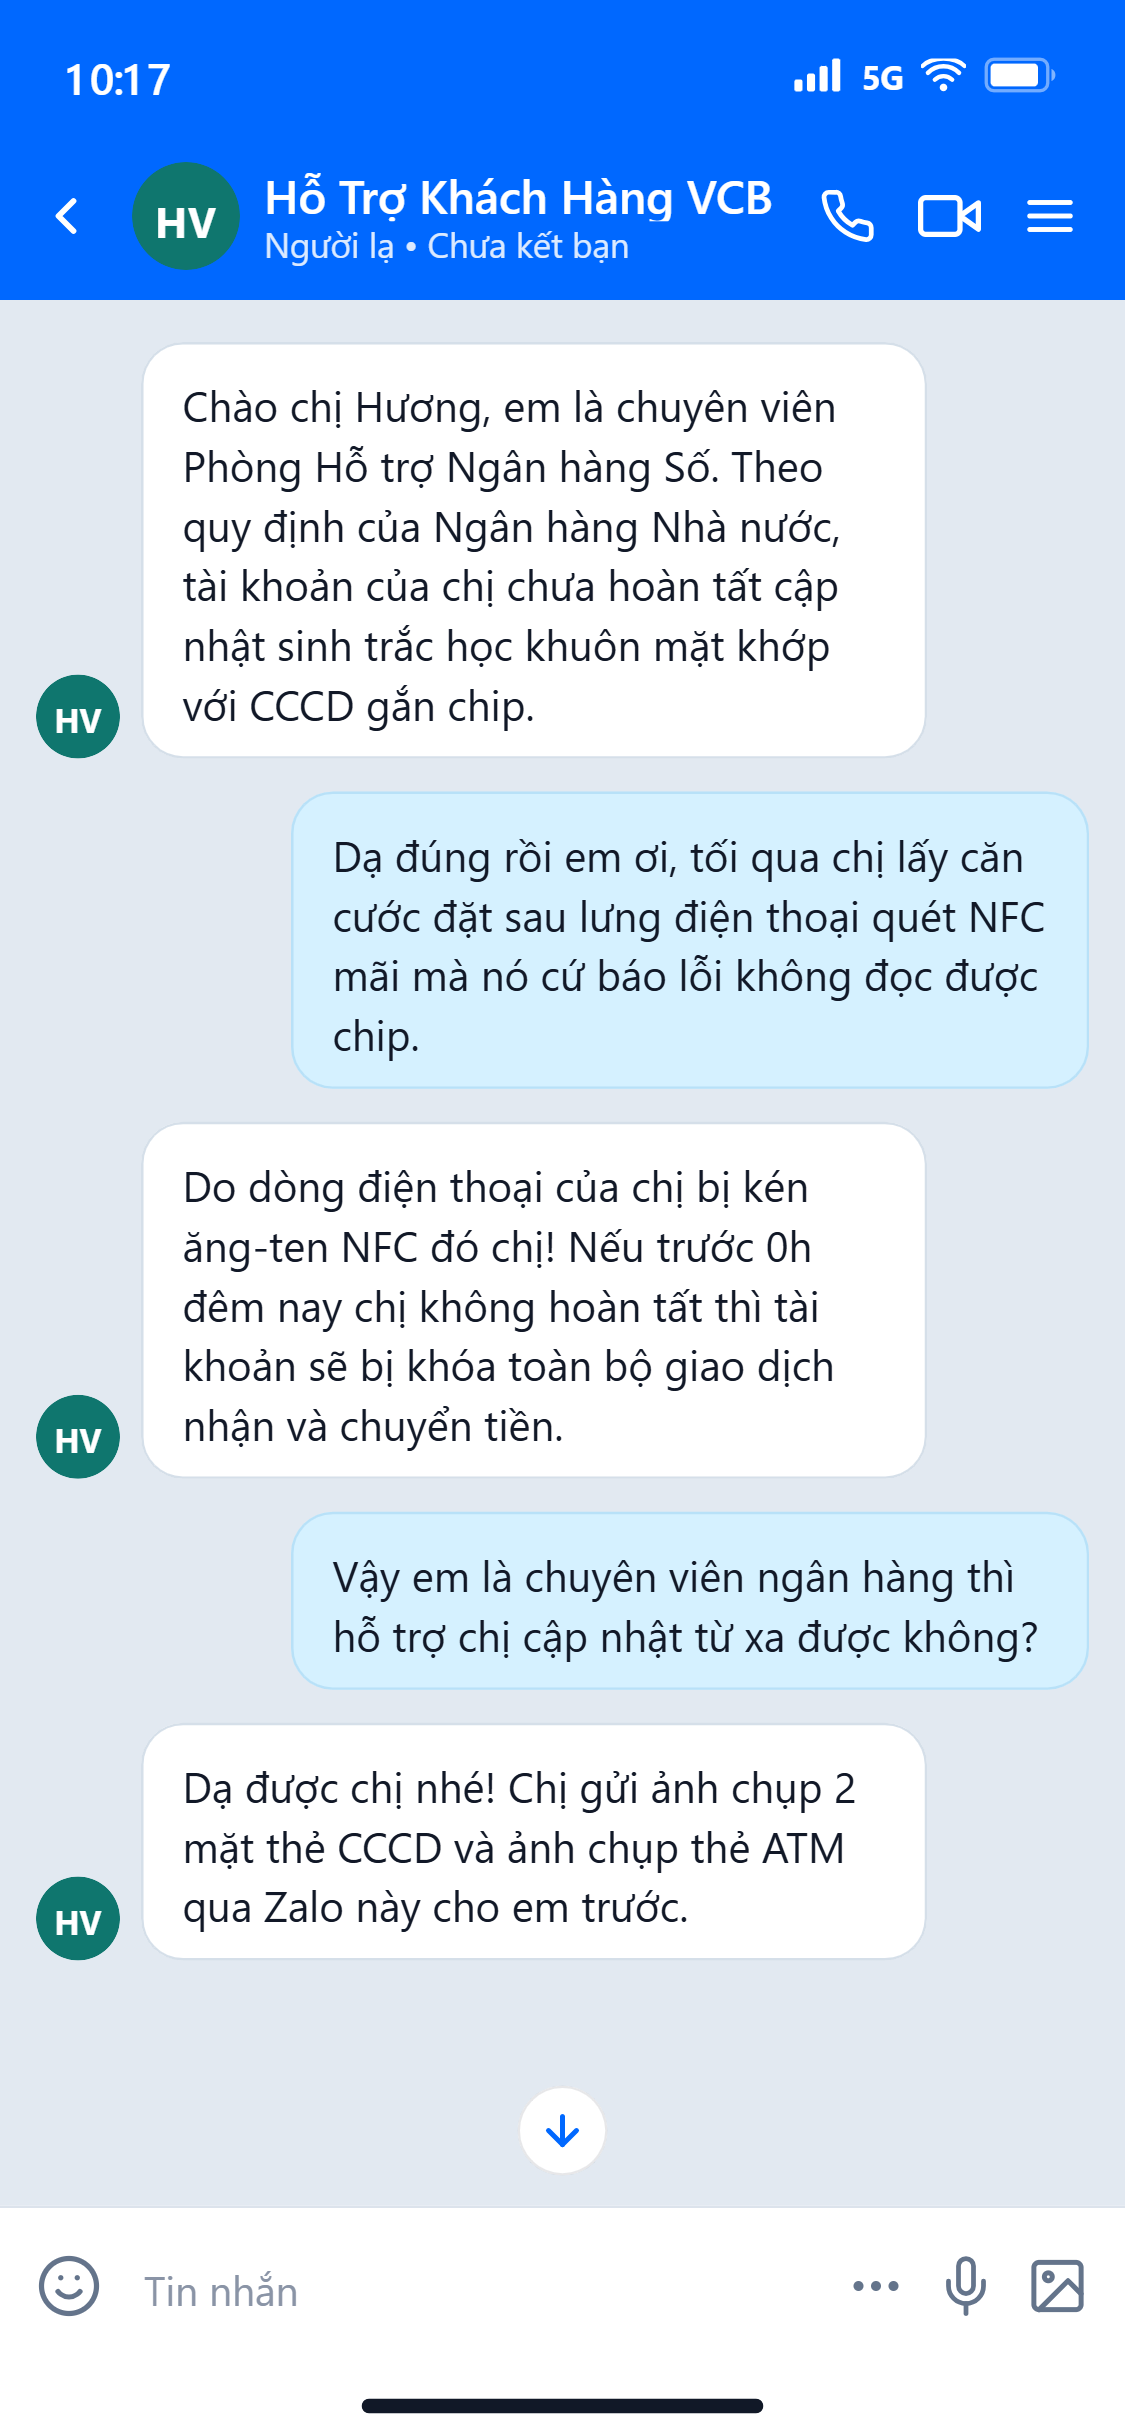 10:17
5G
HV
Hỗ Trợ Khách Hàng VCB
Người lạ • Chưa kết bạn
Chào chị Hương, em là chuyên viên
Phòng Hỗ trợ Ngân hàng Số. Theo
quy định của Ngân hàng Nhà nước,
tài khoản của chị chưa hoàn tất cập
nhật sinh trắc học khuôn mặt khớp
với CCCD gắn chip.
HV
Dạ đúng rồi em ơi, tối qua chị lấy căn
cước đặt sau lưng điện thoại quét NFC
mãi mà nó cứ báo lỗi không đọc được
chip.
Do dòng điện thoại của chị bị kén
ăng-ten NFC đó chị! Nếu trước 0h
đêm nay chị không hoàn tất thì tài
khoản sẽ bị khóa toàn bộ giao dịch
nhận và chuyển tiền.
HV
Vậy em là chuyên viên ngân hàng thì
hỗ trợ chị cập nhật từ xa được không?
Dạ được chị nhé! Chị gửi ảnh chụp 2
mặt thẻ CCCD và ảnh chụp thẻ ATM
qua Zalo này cho em trước.
HV
Tin nhắn